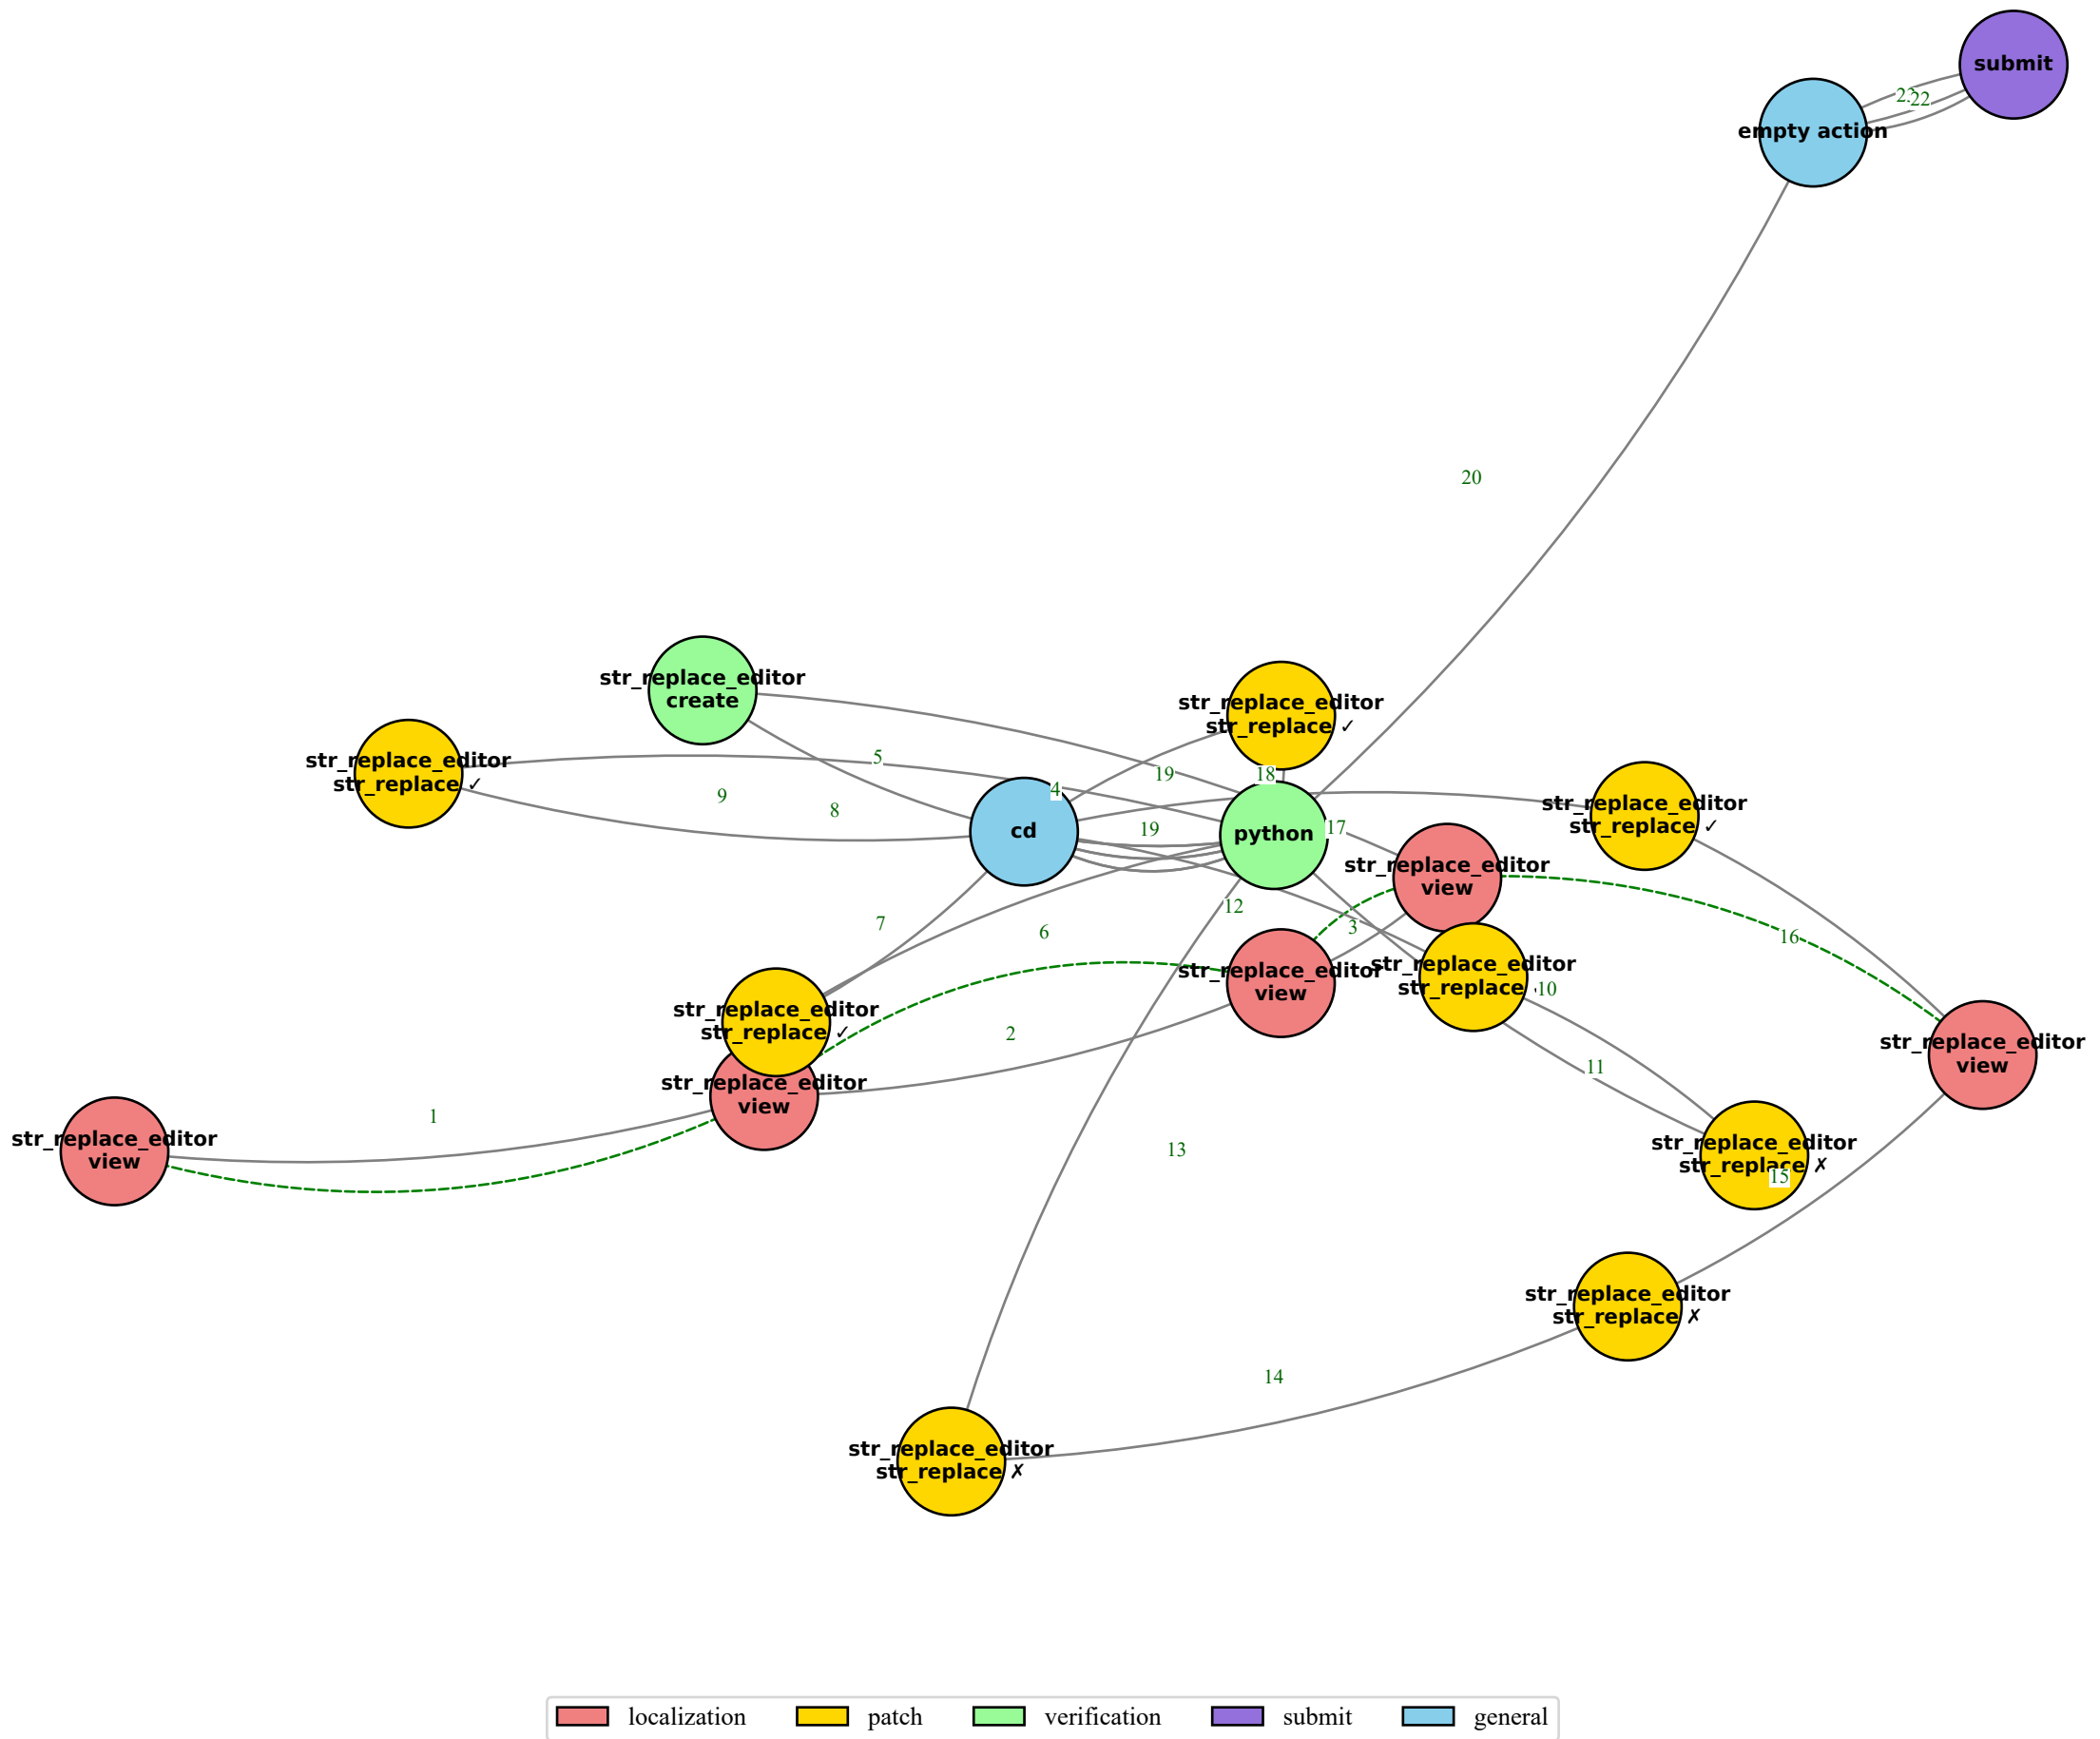 submit
23
22
empty action
20
str_replace_editor
create
str_replace_editor
str_replace ✓
str_replace_editor
str_replace ✓
5
4
19
18
9
8
cd
19
python
17
str_replace_editor
str_replace ✓
str_replace_editor
view
7
6
12
3
16
str_replace_editor
view
str_replace_editor
str_replace
10
str_replace_editor
str_replace ✓
2
str_replace_editor
view
str_replace_editor
view
11
1
str_replace_editor
view
13
str_replace_editor
str_replace ✗
15
str_replace_editor
str_replace ✗
14
str_replace_editor
str_replace ✗
localization
patch
verification
submit
general